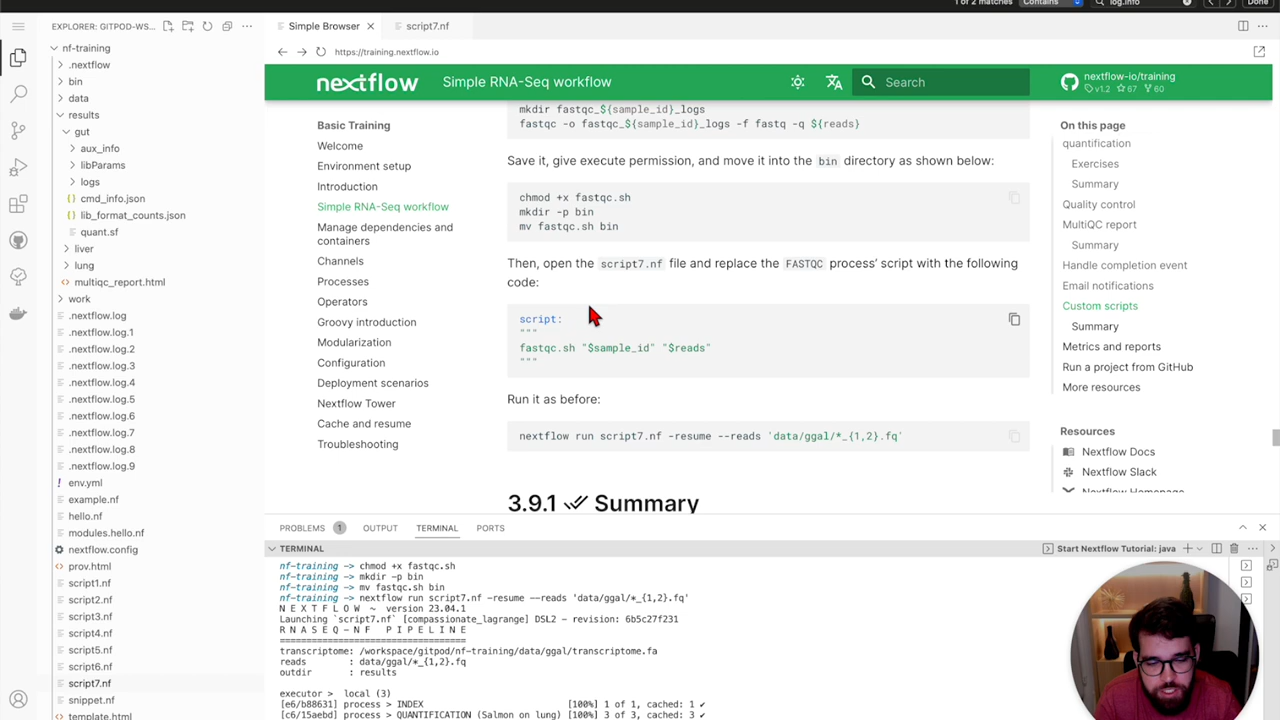 1 of 2 matches
Contains
log.info
Done
EXPLORER: GITPOD-WS...
Simple Browser
script7.nf
nf-training
.nextflow
bin
data
results
gut
aux_info
libParams
logs
cmd_info.json
lib_format_counts.json
quant.sf
liver
lung
multiqc_report.html
work
.nextflow.log
.nextflow.log.1
.nextflow.log.2
.nextflow.log.3
.nextflow.log.4
.nextflow.log.5
.nextflow.log.6
.nextflow.log.7
.nextflow.log.8
.nextflow.log.9
env.yml
example.nf
hello.nf
modules.hello.nf
nextflow.config
prov.html
script1.nf
script2.nf
script3.nf
script4.nf
script5.nf
script6.nf
script7.nf
snippet.nf
template.html
https://training.nextflow.io
nextflow
Simple RNA-Seq workflow
Search
nextflow-io/training
v1.2 67 60
Basic Training
Welcome
Environment setup
Introduction
Simple RNA-Seq workflow
Manage dependencies and
containers
Channels
Processes
Operators
Groovy introduction
Modularization
Configuration
Deployment scenarios
Nextflow Tower
Cache and resume
Troubleshooting
mkdir fastqc_${sample_id}_logs
fastqc -o fastqc_${sample_id}_logs -f fastq -q ${reads}
Save it, give execute permission, and move it into the bin directory as shown below:
chmod +x fastqc.sh
mkdir -p bin
mv fastqc.sh bin
Then, open the script7.nf file and replace the FASTQC process’ script with the following
code:
script:
"""
fastqc.sh "$sample_id" "$reads"
"""
Run it as before:
nextflow run script7.nf -resume --reads 'data/ggal/*_{1,2}.fq'
3.9.1 Summary
On this page
quantification
Exercises
Summary
Quality control
MultiQC report
Summary
Handle completion event
Email notifications
Custom scripts
Summary
Metrics and reports
Run a project from GitHub
More resources
Resources
Nextflow Docs
Nextflow Slack
Nextflow Homepage
PROBLEMS 1 OUTPUT TERMINAL PORTS
TERMINAL
Start Nextflow Tutorial: java
nf-training -> chmod +x fastqc.sh
nf-training -> mkdir -p bin
nf-training -> mv fastqc.sh bin
nf-training -> nextflow run script7.nf -resume --reads 'data/ggal/*_{1,2}.fq'
N E X T F L O W ~ version 23.04.1
Launching `script7.nf` [compassionate_lagrange] DSL2 - revision: 6b5c27f231
R N A S E Q - N F P I P E L I N E
===================================
transcriptome: /workspace/gitpod/nf-training/data/ggal/transcriptome.fa
reads : data/ggal/*_{1,2}.fq
outdir : results
executor > local (3)
[e6/b88631] process > INDEX [100%] 1 of 1, cached: 1 ✔
[c6/15aebd] process > QUANTIFICATION (Salmon on lung) [100%] 3 of 3, cached: 3 ✔